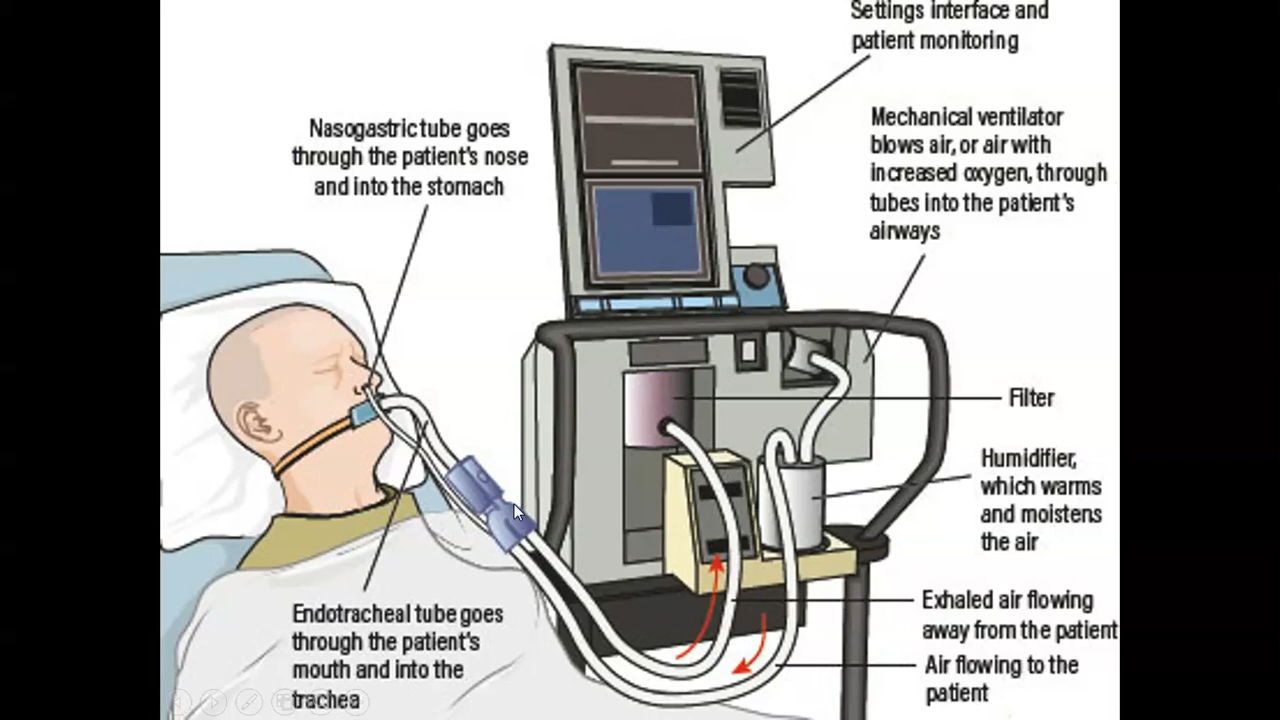 Settings interface and
patient monitoring
Nasogastric tube goes
through the patient's nose
and into the stomach
Mechanical ventilator
blows air, or air with
increased oxygen, through
tubes into the patient's
airways
Filter
Humidifier,
which warms
and moistens
the air
Endotracheal tube goes
through the patient's
mouth and into the
trachea
Exhaled air flowing
away from the patient
Air flowing to the
patient